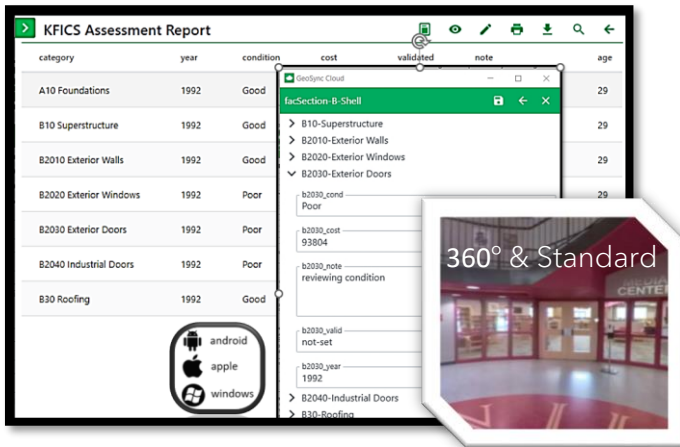 KFICS Assessment Report
category year condition cost validated note age
A10 Foundations 1992 Good 29
B10 Superstructure 1992 Good 29
B2010 Exterior Walls 1992 Good 29
B2020 Exterior Windows 1992 Poor 29
B2030 Exterior Doors 1992 Poor
B2040 Industrial Doors 1992 Poor
B30 Roofing 1992 Good
GeoSync Cloud
facSection-B-Shell
B10-Superstructure
B2010-Exterior Walls
B2020-Exterior Windows
B2030-Exterior Doors
b2030_cond
Poor
b2030_cost
93804
b2030_note
reviewing condition
b2030_valid
not-set
b2030_year
1992
B2040-Industrial Doors
B30-Roofing
android
apple
windows
360° & Standard
MEDIA
CENTER